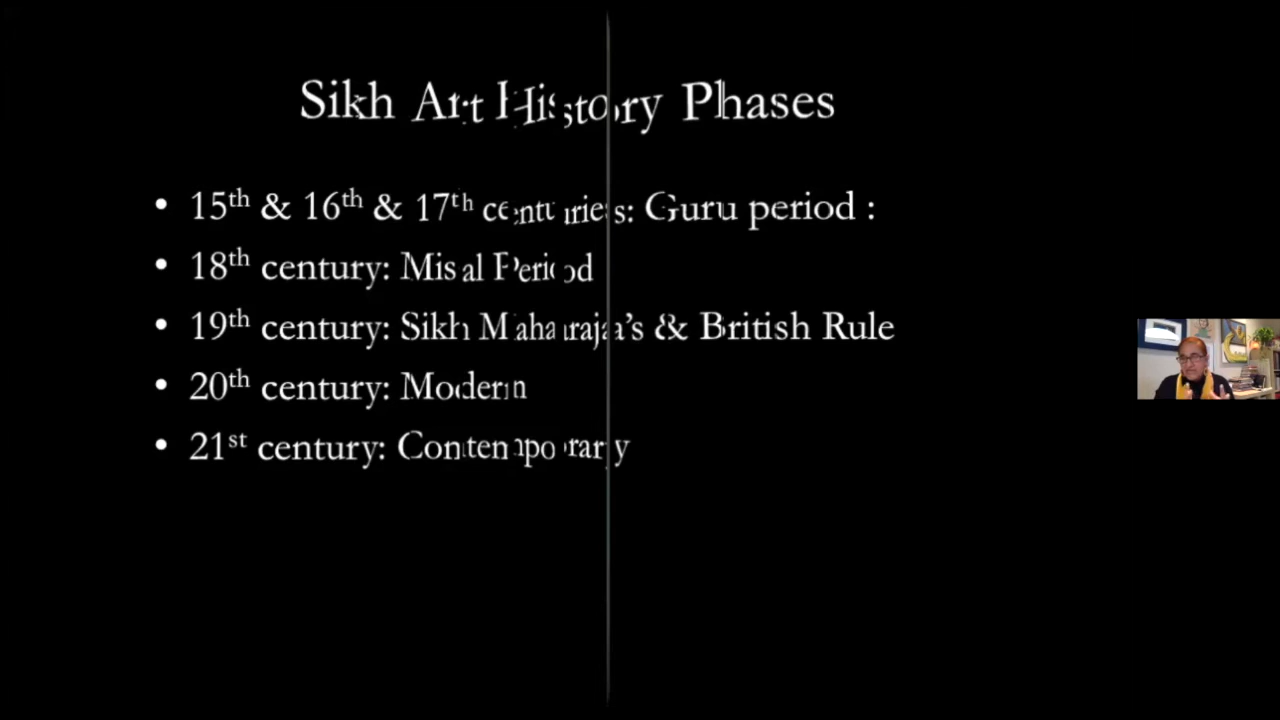 Sikh Art History Phases
• 15th & 16th & 17th centuries: Guru period :
• 18th century: Misal Period
• 19th century: Sikh Maharaja's & British Rule
• 20th century: Modern
• 21st century: Contemporary